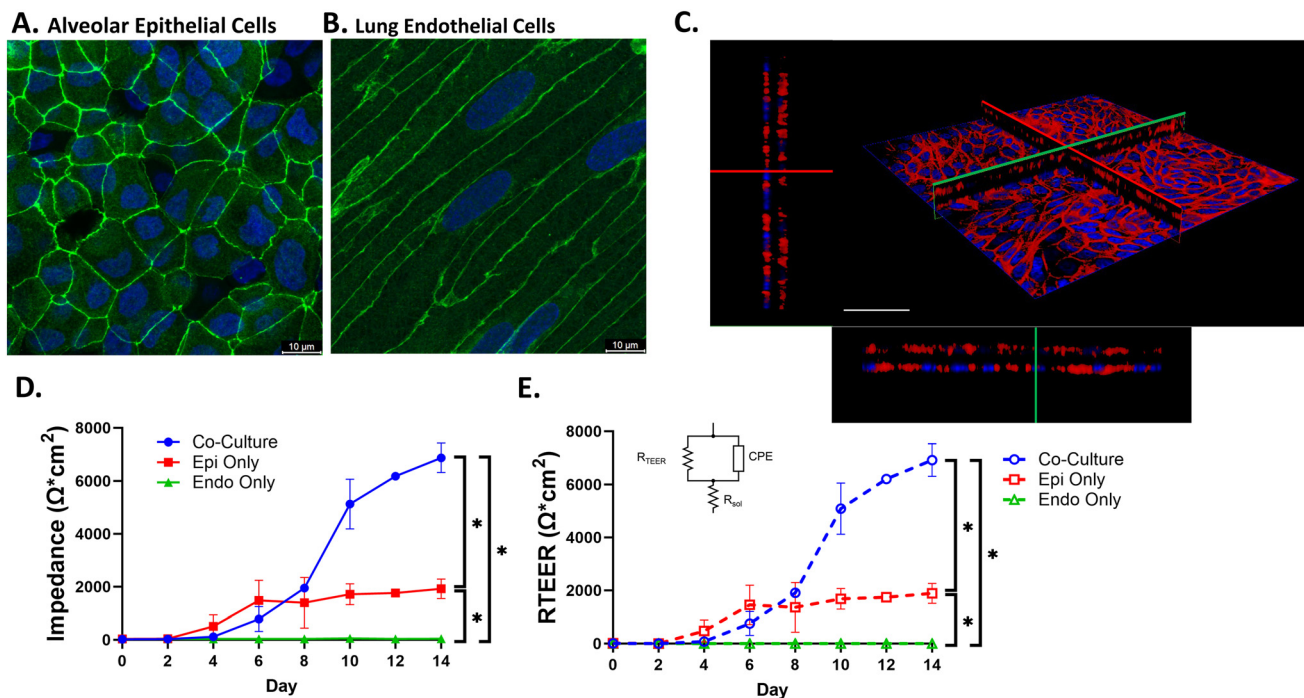 A. Alveolar Epithelial Cells
10 µm
B. Lung Endothelial Cells
10 µm
C.
D.
Impedance (Ω*cm²)
8000
6000
4000
2000
0
Co-Culture
Epi Only
Endo Only
*
*
*
0 2 4 6 8 10 12 14
Day
E.
RTEER (Ω*cm²)
8000
6000
4000
2000
0
R_TEER
CPE
R_sol
Co-Culture
Epi Only
Endo Only
*
*
*
0 2 4 6 8 10 12 14
Day